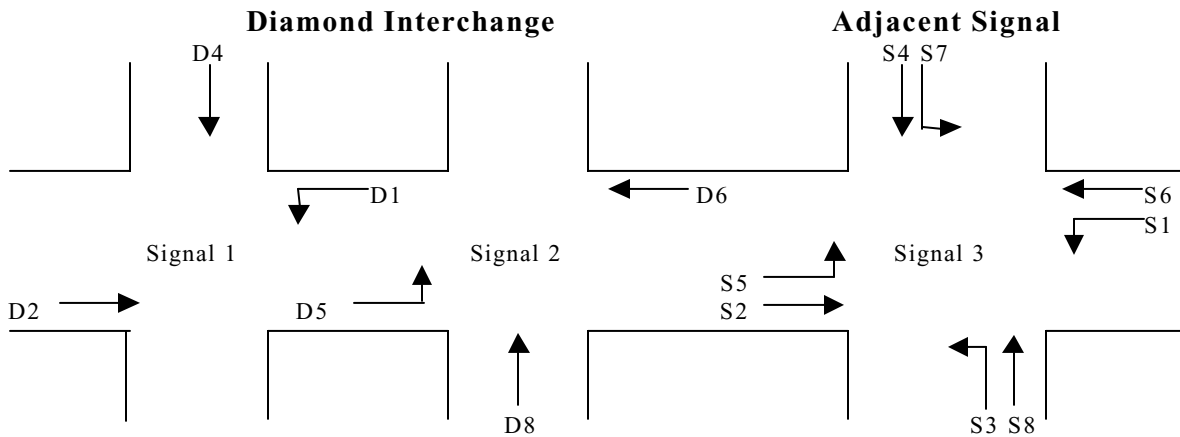 Diamond Interchange Adjacent Signal
D4 S4 S7
D1 D6 S6
S1
Signal 1 Signal 2 Signal 3
S5
D2 D5 S2
D8 S3 S8